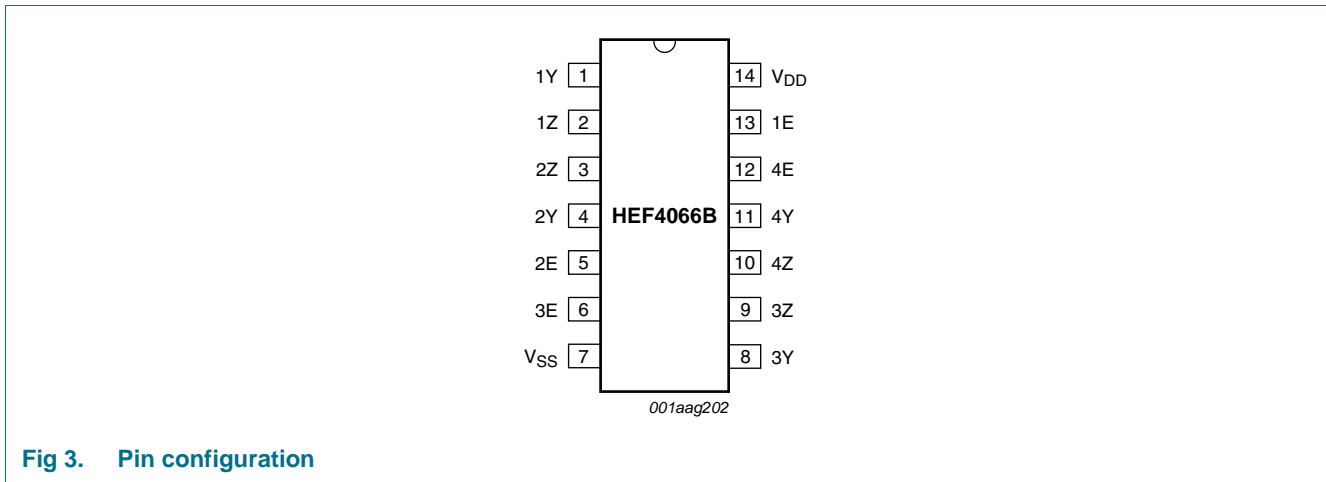 1Y 1 14 VDD
1Z 2 13 1E
2Z 3 12 4E
2Y 4 HEF4066B 11 4Y
2E 5 10 4Z
3E 6 9 3Z
VSS 7 8 3Y
001aag202
Fig 3. Pin configuration